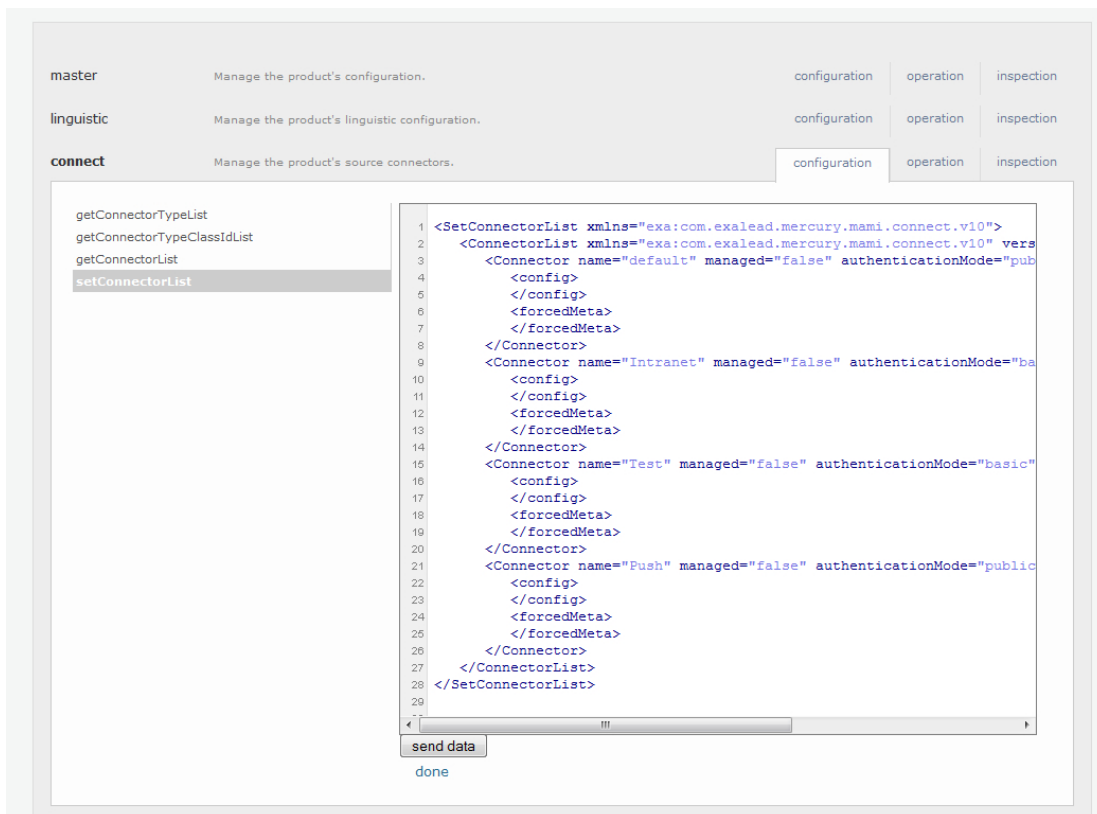 master Manage the product's configuration. configuration operation inspection
linguistic Manage the product's linguistic configuration. configuration operation inspection
connect Manage the product's source connectors. configuration operation inspection
getConnectorTypeList
getConnectorTypeClassIdList
getConnectorList
setConnectorList
1 <SetConnectorList xmlns="exa:com.exalead.mercury.mami.connect.v10">
2 <ConnectorList xmlns="exa:com.exalead.mercury.mami.connect.v10" vers
3 <Connector name="default" managed="false" authenticationMode="pub
4 <config>
5 </config>
6 <forcedMeta>
7 </forcedMeta>
8 </Connector>
9 <Connector name="Intranet" managed="false" authenticationMode="ba
10 <config>
11 </config>
12 <forcedMeta>
13 </forcedMeta>
14 </Connector>
15 <Connector name="Test" managed="false" authenticationMode="basic"
16 <config>
17 </config>
18 <forcedMeta>
19 </forcedMeta>
20 </Connector>
21 <Connector name="Push" managed="false" authenticationMode="public
22 <config>
23 </config>
24 <forcedMeta>
25 </forcedMeta>
26 </Connector>
27 </ConnectorList>
28 </SetConnectorList>
29
send data
done